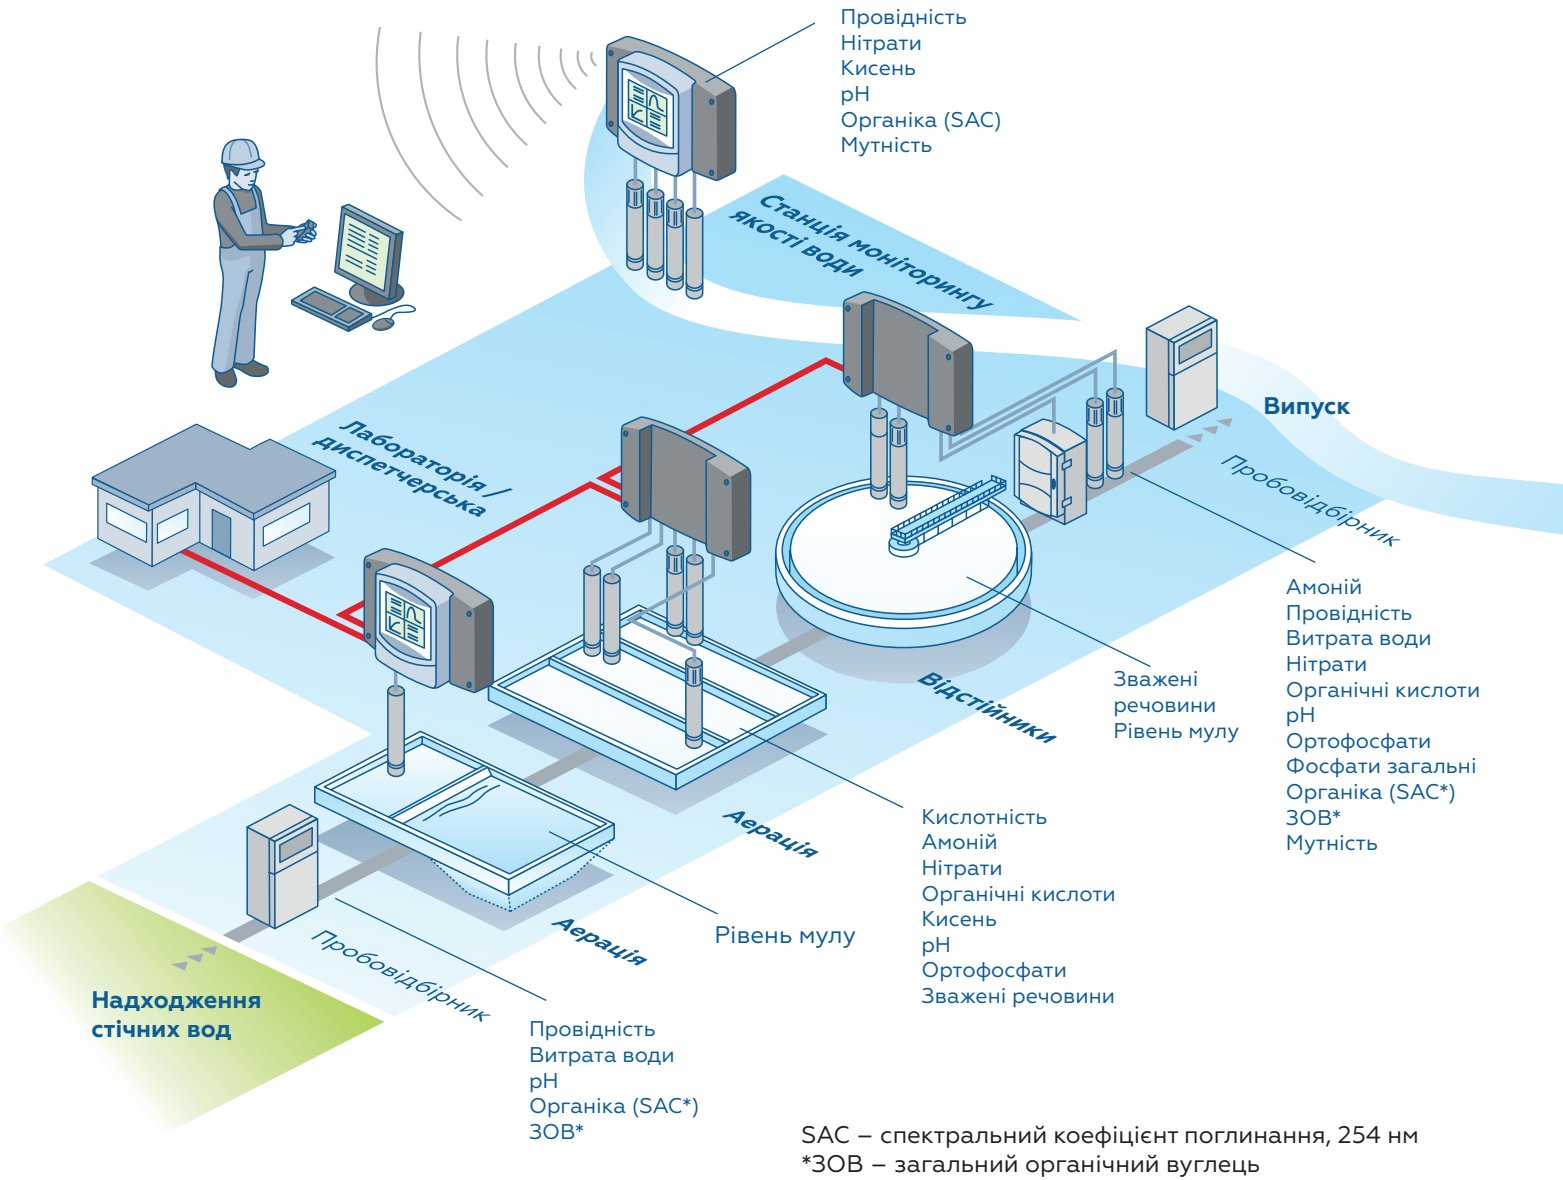 Провідність
Нітрати
Кисень
pH
Органіка (SAC)
Мутність
Станція моніторингу
якості води
Випуск
Пробовідбірник
Лабораторія /
диспетчерська
Амоній
Провідність
Витрата води
Нітрати
Органічні кислоти
pH
Ортофосфати
Фосфати загальні
Органіка (SAC*)
ЗОВ*
Мутність
Відстійники
Зважені
речовини
Рівень мулу
Аерація
Кислотність
Амоній
Нітрати
Органічні кислоти
Кисень
pH
Ортофосфати
Зважені речовини
Аерація
Рівень мулу
Пробовідбірник
Надходження
стічних вод
Провідність
Витрата води
pH
Органіка (SAC*)
ЗОВ*
SAC – спектральний коефіцієнт поглинання, 254 нм
*ЗОВ – загальний органічний вуглець